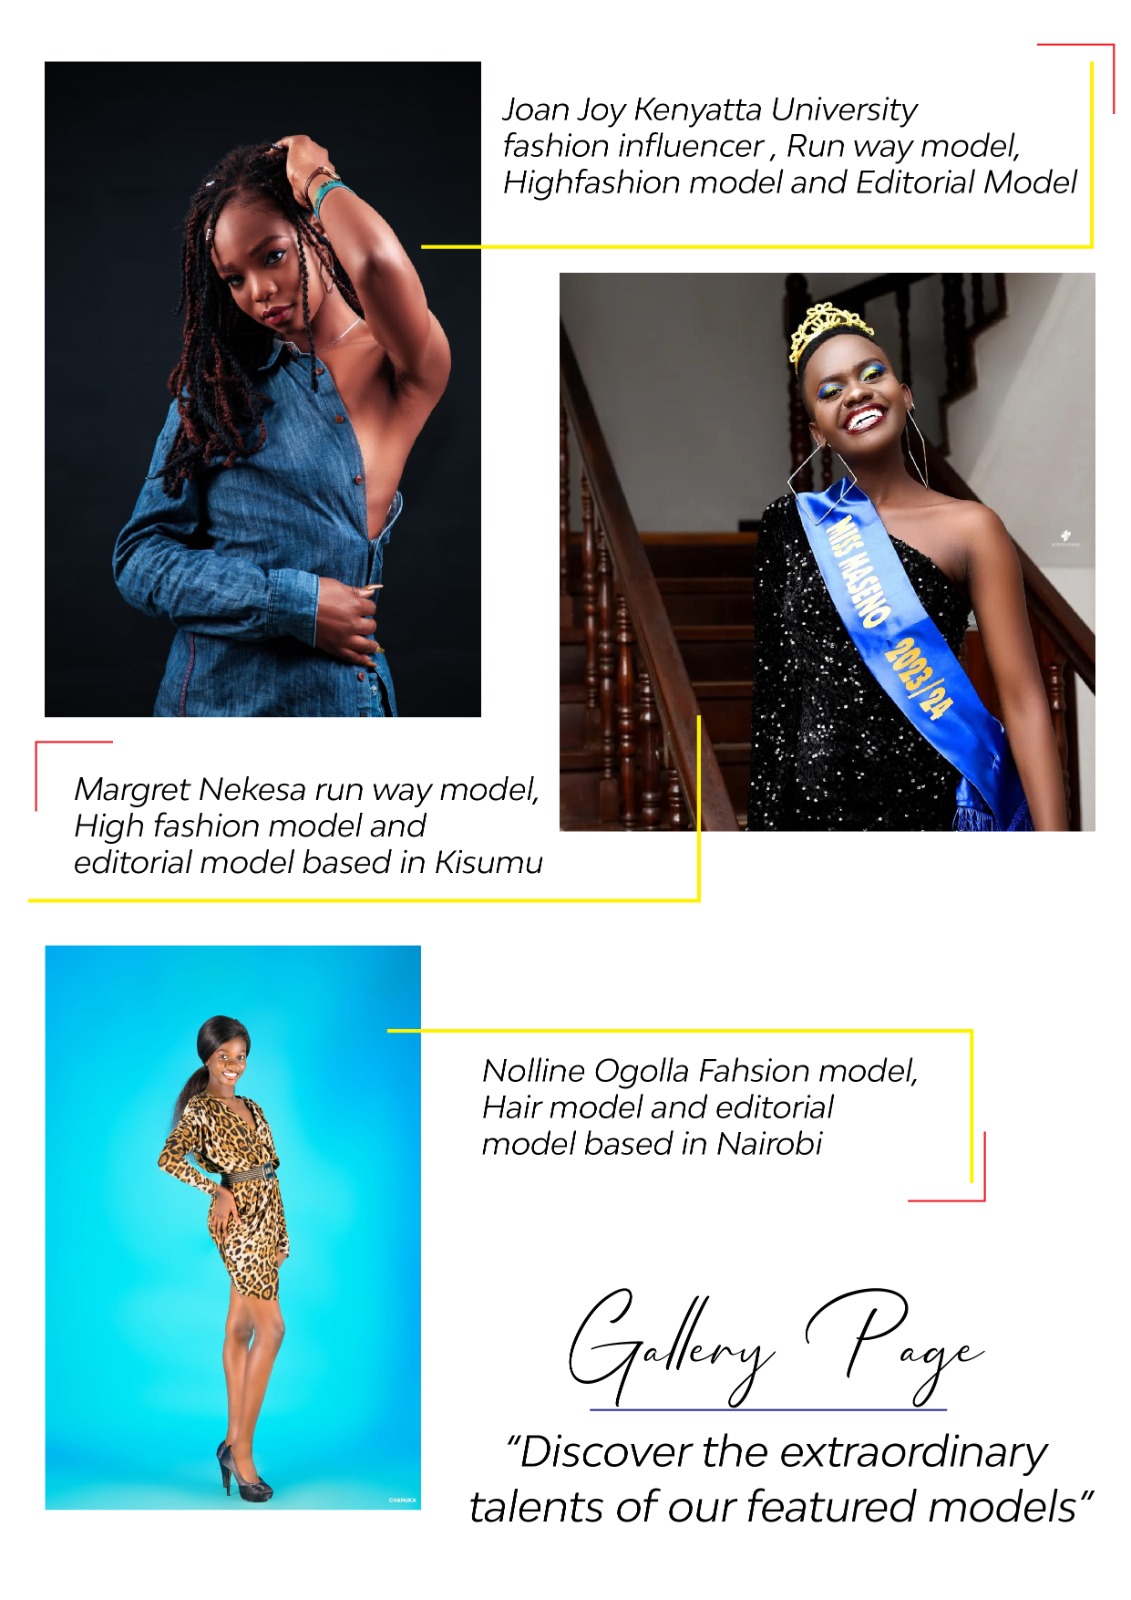 Joan Joy Kenyatta University
fashion influencer , Run way model,
Highfashion model and Editorial Model
MISS MASENO 2023/24
Margret Nekesa run way model,
High fashion model and
editorial model based in Kisumu
Nolline Ogolla Fahsion model,
Hair model and editorial
model based in Nairobi
Gallery Page
“Discover the extraordinary
talents of our featured models“